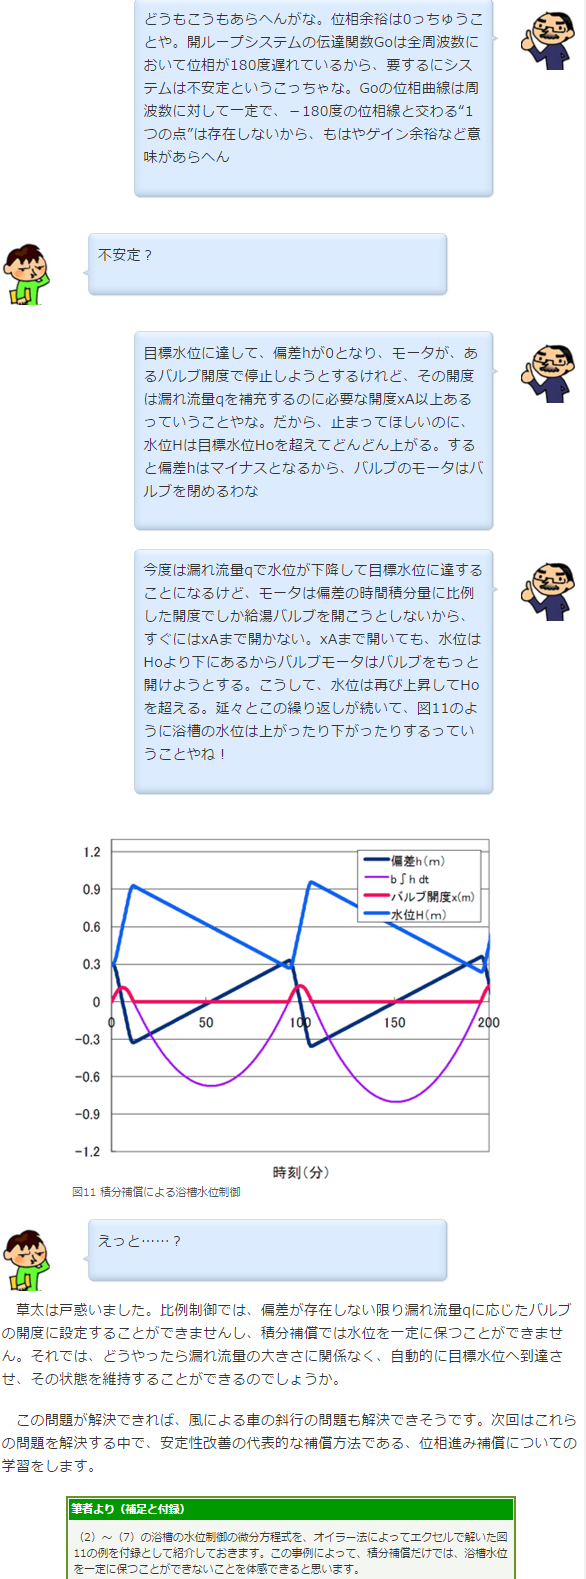 どうもこうもあらへんがな。位相余裕は0っちゅうこ
とや。開ループシステムの伝達関数Goは全周波数に
おいて位相が180度遅れているから、要するにシス
テムは不安定というこっちゃな。Goの位相曲線は周
波数に対して一定で、－180度の位相線と交わる“1
つの点”は存在しないから、もはやゲイン余裕など意
味があらへん
不安定？
目標水位に達して、偏差hが0となり、モータが、あ
るバルブ開度で停止しようとするけれど、その開度
は漏れ流量qを補充するのに必要な開度xA以上ある
っていうことやな。だから、止まってほしいのに、
水位Hは目標水位Hoを超えてどんどん上がる。する
と偏差hはマイナスとなるから、バルブのモータはバ
ルブを閉めるわな
今度は漏れ流量qで水位が下降して目標水位に達する
ことになるけど、モータは偏差の時間積分量に比例
した開度でしか給湯バルブを開こうとしないから、
すぐにはxAまで開かない。xAまで開いても、水位は
Hoより下にあるからバルブモータはバルブをもっと
開けようとする。こうして、水位は再び上昇してHo
を超える。延々とこの繰り返しが続いて、図11のよ
うに浴槽の水位は上がったり下がったりするってい
うことやね！
1.2
0.9
0.6
0.3
0
-0.3
-0.6
-0.9
-1.2
偏差h(m)
b∫h dt
バルブ開度x(m)
水位H(m)
0 50 100 150 200
時刻(分)
図11 積分補償による浴槽水位制御
えっと……？
草太は戸惑いました。比例制御では、偏差が存在しない限り漏れ流量qに応じたバルブ
の開度に設定することができませんし、積分補償では水位を一定に保つことができませ
ん。それでは、どうやったら漏れ流量の大きさに関係なく、自動的に目標水位へ到達さ
せ、その状態を維持することができるのでしょうか。
この問題が解決できれば、風による車の斜行の問題も解決できそうです。次回はこれら
の問題を解決する中で、安定性改善の代表的な補償方法である、位相進み補償についての
学習をします。
筆者より（補足と付録）
（2）～（7）の浴槽の水位制御の微分方程式を、オイラー法によってエクセルで解いた図
11の例を付録として紹介しておきます。この事例によって、積分補償だけでは、浴槽水位
を一定に保つことができないことを体感できると思います。